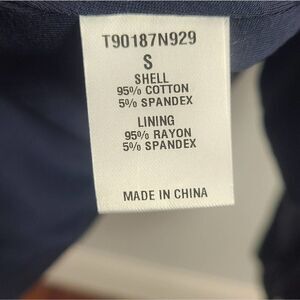 T90187N929
S
SHELL
95% COTTON
5% SPANDEX
LINING
95% RAYON
5% SPANDEX
MADE IN CHINA